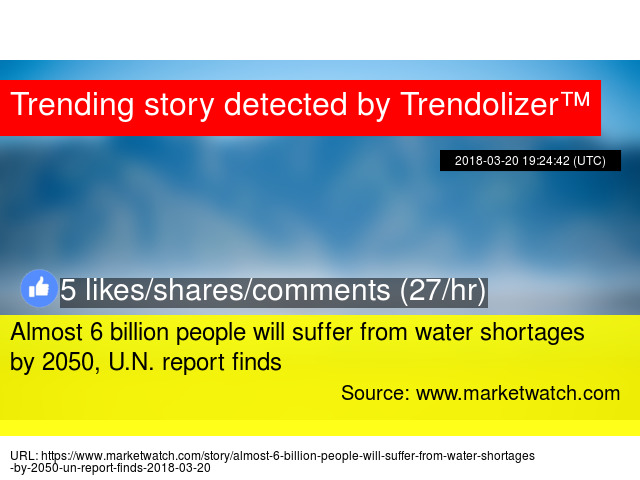 Trending story detected by Trendolizer™
2018-03-20 19:24:42 (UTC)
5 likes/shares/comments (27/hr)
Almost 6 billion people will suffer from water shortages
by 2050, U.N. report finds
Source: www.marketwatch.com
URL: https://www.marketwatch.com/story/almost-6-billion-people-will-suffer-from-water-shortages
-by-2050-un-report-finds-2018-03-20